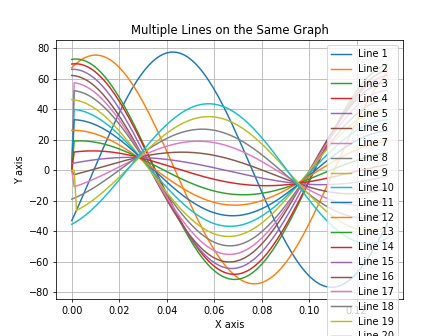 Multiple Lines on the Same Graph
Y axis
80
60
40
20
0
−20
−40
−60
−80
0.00
0.02
0.04
0.06
0.08
0.10
X axis
Line 1
Line 2
Line 3
Line 4
Line 5
Line 6
Line 7
Line 8
Line 9
Line 10
Line 11
Line 12
Line 13
Line 14
Line 15
Line 16
Line 17
Line 18
Line 19
Line 20